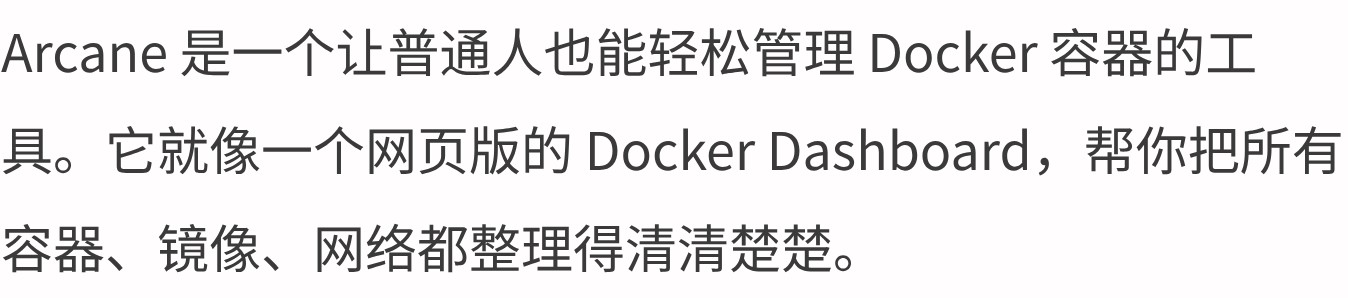 Arcane 是一个让普通人也能轻松管理 Docker 容器的工
具。它就像一个网页版的 Docker Dashboard，帮你把所有
容器、镜像、网络都整理得清清楚楚。